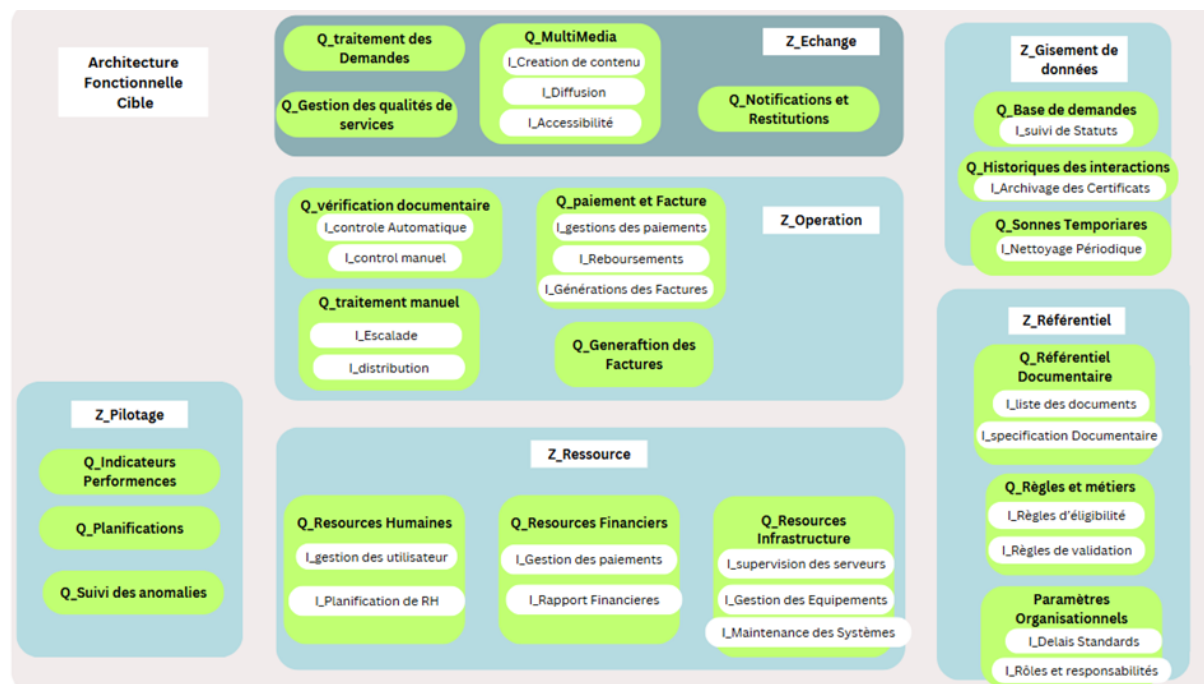 Architecture
Fonctionnelle
Cible
Q_traitement des
Demandes
Q_Gestion des qualités de
services
Q_MultiMedia
I_Creation de contenu
I_Diffusion
I_Accessibilité
Z_Echange
Q_Notifications et
Restitutions
Z_Gisement de
données
Q_Base de demandes
I_suivi de Statuts
Q_Historiques des interactions
I_Archivage des Certificats
Q_Sonnes Temporiares
I_Nettoyage Périodique
Q_vérification documentaire
I_controle Automatique
I_control manuel
Q_traitement manuel
I_Escalade
I_distribution
Q_paiement et Facture
I_gestions des paiements
I_Reboursements
I_Générations des Factures
Q_Generaftion des
Factures
Z_Operation
Z_Référentiel
Q_Référentiel
Documentaire
I_liste des documents
I_specification Documentaire
Q_Règles et métiers
I_Règles d'éligibilité
I_Règles de validation
Paramètres
Organisationnels
I_Delais Standards
I_Rôles et responsabilités
Z_Pilotage
Q_Indicateurs
Performences
Q_Planifications
Q_Suivi des anomalies
Z_Ressource
Q_Resources Humaines
I_gestion des utilisateur
I_Planification de RH
Q_Resources Financiers
I_Gestion des paiements
I_Rapport Financieres
Q_Resources
Infrastructure
I_supervision des serveurs
I_Gestion des Equipements
I_Maintenance des Systèmes